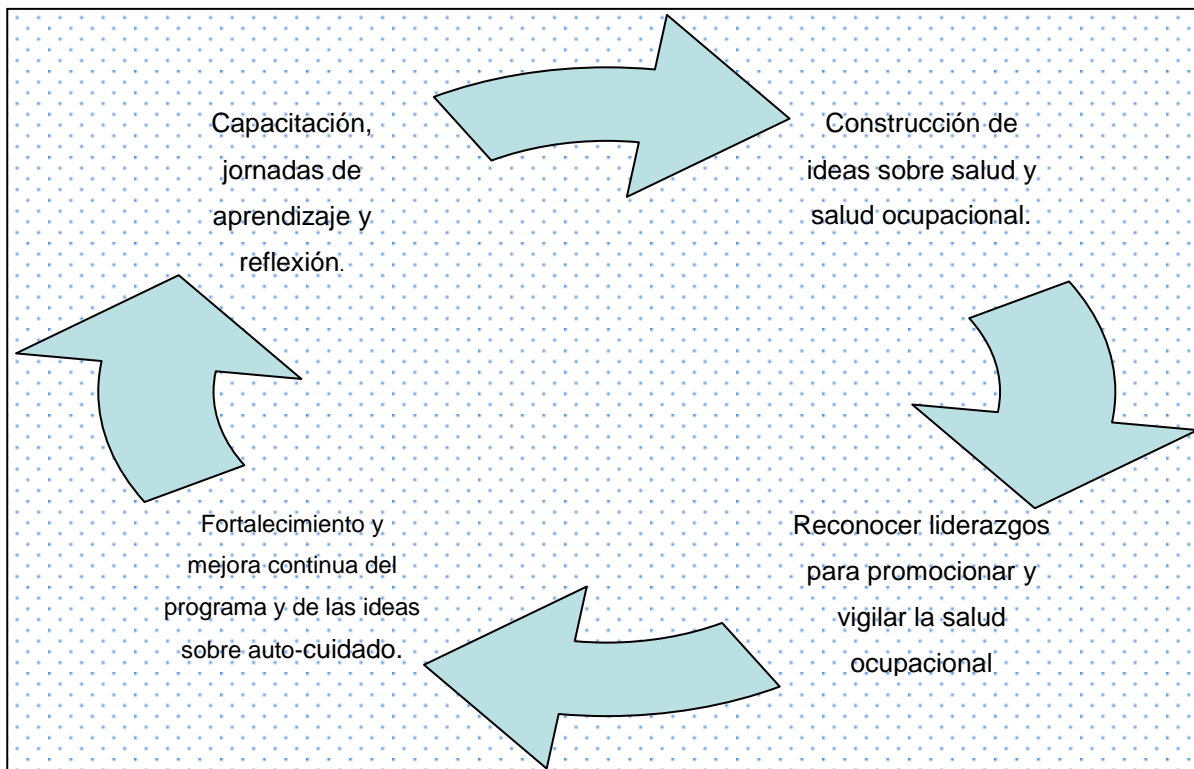 Capacitación,
jornadas de
aprendizaje y
reflexión.
Construcción de
ideas sobre salud y
salud ocupacional.
Reconocer liderazgos
para promocionar y
vigilar la salud
ocupacional
Fortalecimiento y
mejora continua del
programa y de las ideas
sobre auto-cuidado.